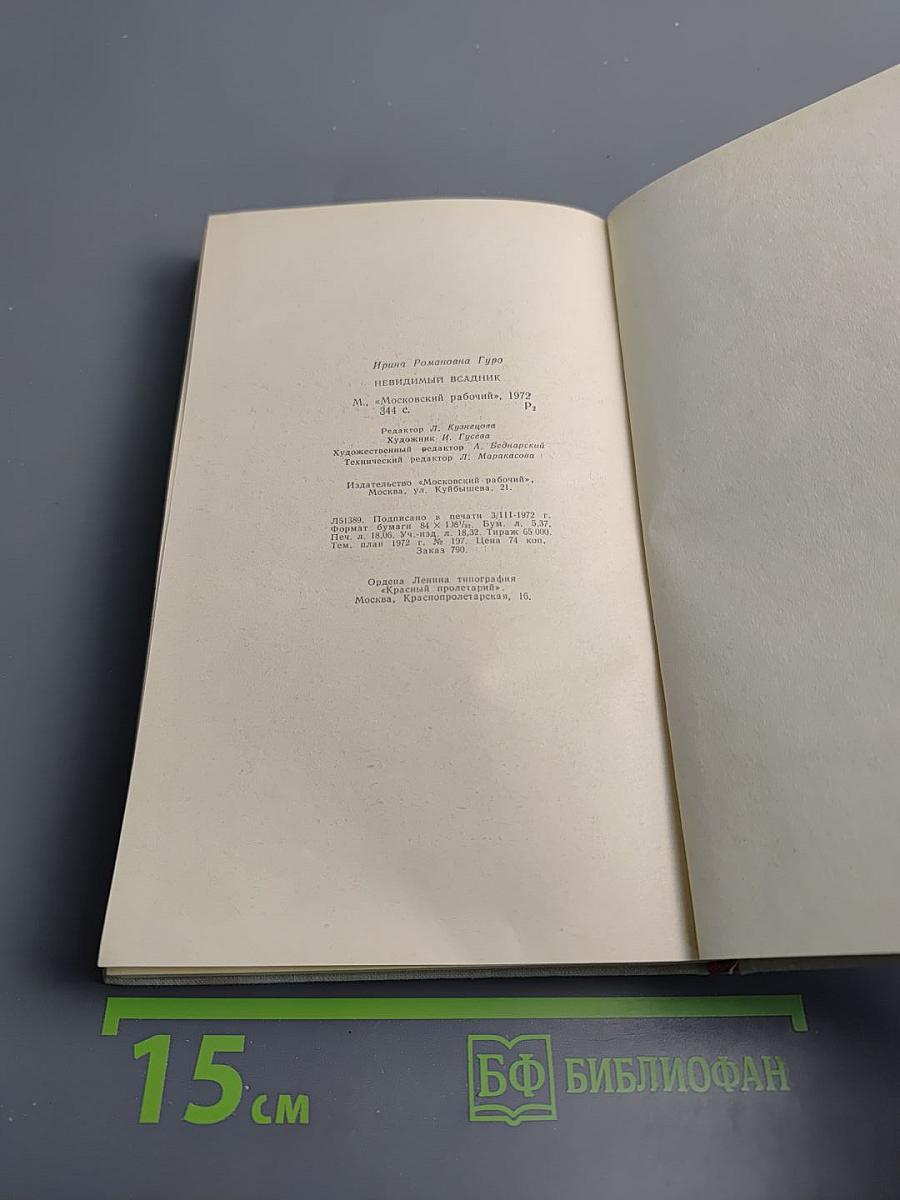 Ирина Романовна Гуро
НЕВИДИМЫЙ ВСАДНИК
М., «Московский рабочий», 1972
344 с. Р₂
Редактор Л. Кузнецова
Художник И. Гусева
Художественный редактор А. Беднарский
Технический редактор Л. Маракасова
Издательство «Московский рабочий»,
Москва, ул. Куйбышева, 21.
Л51389. Подписано в печати 3/III-1972 г.
Формат бумаги 84 × 108¹/₃₂. Бум. л. 5,37.
Печ. л. 18,06. Уч.-изд. л. 18,32. Тираж 65 000.
Тем. план 1972 г. № 197. Цена 74 коп.
Заказ 790.
Ордена Ленина типография
«Красный пролетарий».
Москва, Краснопролетарская, 16.
15 см
БФ БИБЛИОФАН